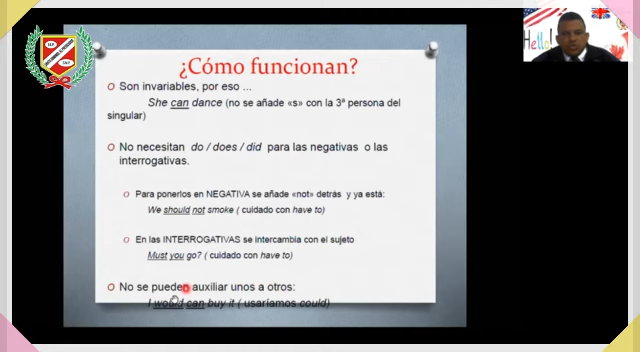 ¿Cómo funcionan?
Son invariables, por eso ...
She can dance (no se añade «s» con la 3ª persona del
singular)
No necesitan do / does / did para las negativas o las
interrogativas.
Para ponerlos en NEGATIVA se añade «not» detrás y ya está:
We should not smoke ( cuidado con have to)
En las INTERROGATIVAS se intercambia con el sujeto
Must you go? ( cuidado con have to)
No se pueden auxiliar unos a otros:
I would can buy it ( usaríamos could)
Hello!